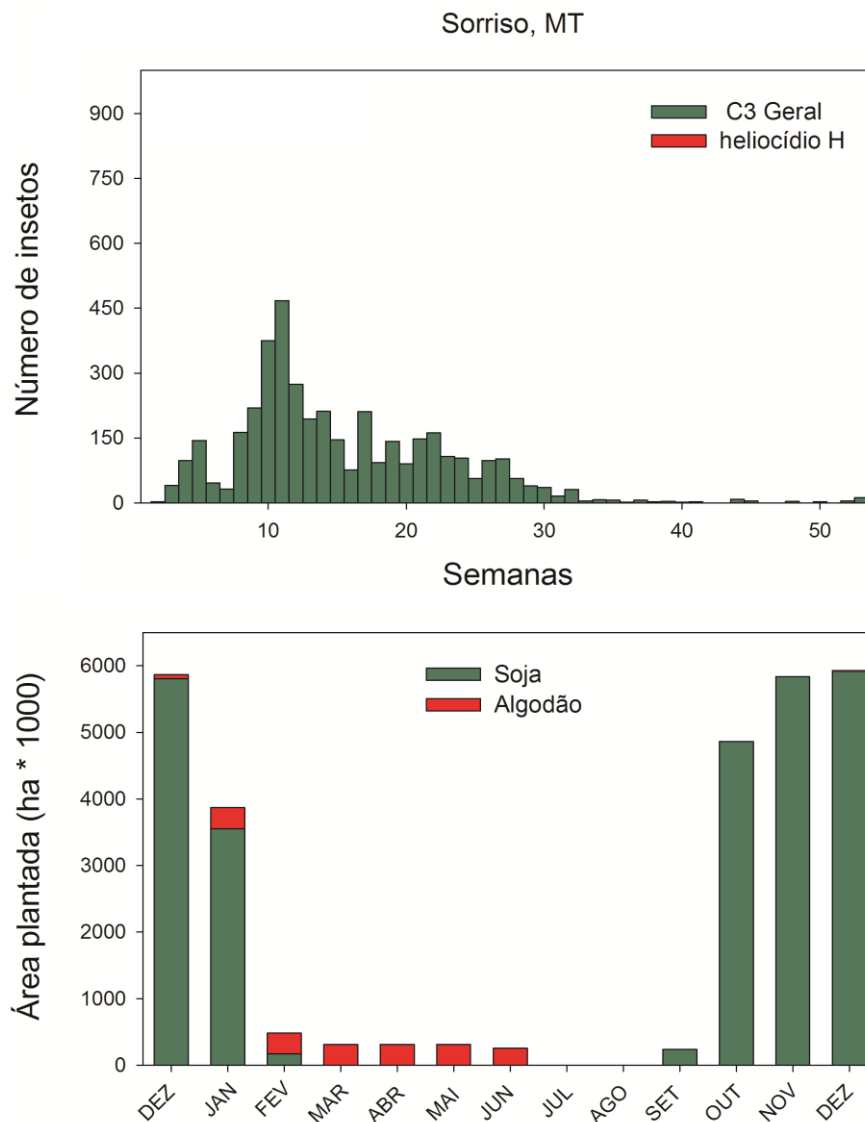 Sorriso, MT
C3 Geral
heliocídio H
Número de insetos
900
750
600
450
300
150
0
10
20
30
40
50
Semanas
Soja
Algodão
Área plantada (ha * 1000)
6000
5000
4000
3000
2000
1000
0
DEZ
JAN
FEV
MAR
ABR
MAI
JUN
JUL
AGO
SET
OUT
NOV
DEZ